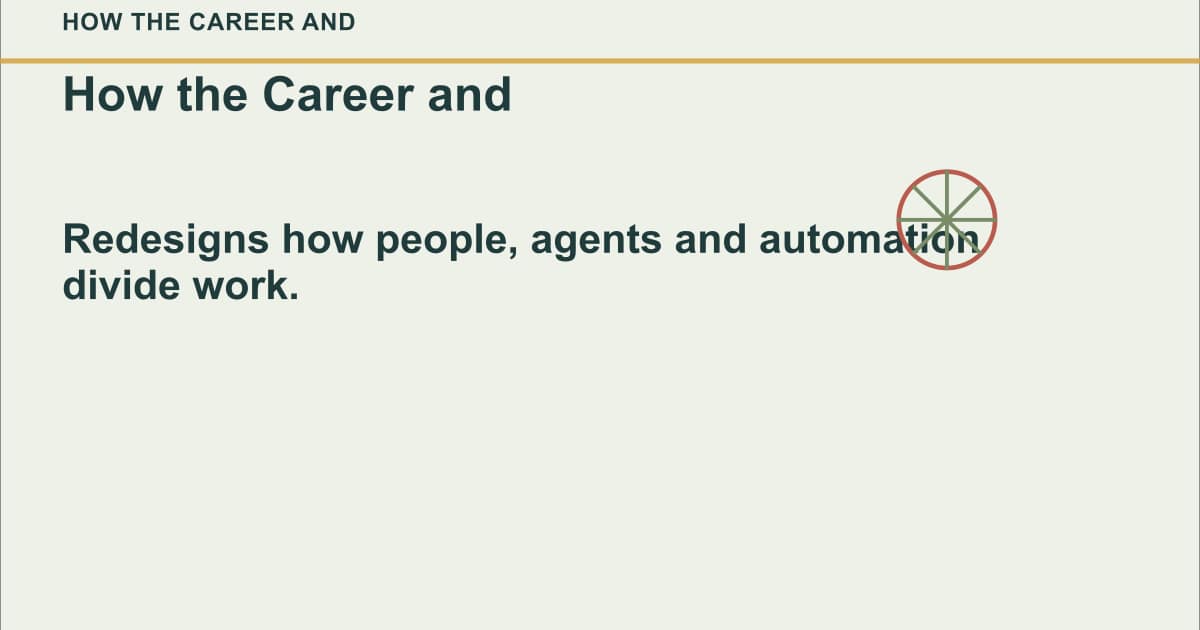 HOW THE CAREER AND
How the Career and
Redesigns how people, agents and automation
divide work.